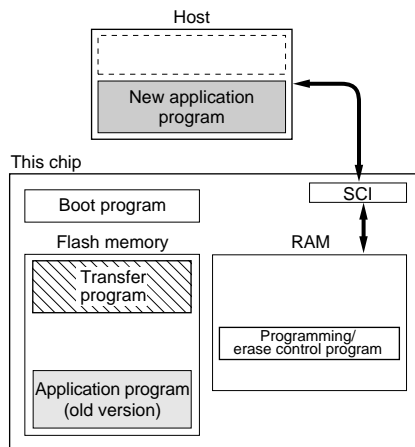 Host
New application
program
This chip
SCI
Boot program
Flash memory
RAM
Transfer
program
Programming/
erase control program
Application program
(old version)